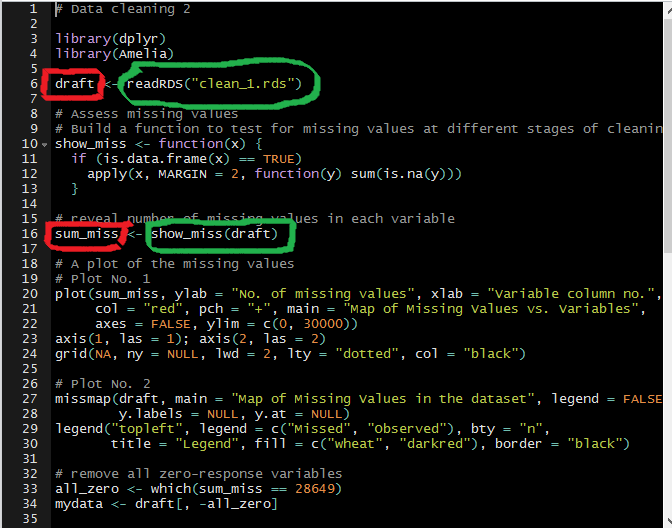 1 # Data cleaning 2
2
3 library(dplyr)
4 library(Amelia)
5
6 draft <- readRDS("clean_1.rds")
7
8 # Assess missing values
9 # Build a function to test for missing values at different stages of cleanin
10 show_miss <- function(x) {
11   if (is.data.frame(x) == TRUE)
12     apply(x, MARGIN = 2, function(y) sum(is.na(y)))
13   }
14
15 # reveal number of missing values in each variable
16 sum_miss <- show_miss(draft)
17
18 # A plot of the missing values
19 # Plot No. 1
20 plot(sum_miss, ylab = "No. of missing values", xlab = "Variable column no.",
21      col = "red", pch = "+", main = "Map of Missing Values vs. Variables",
22      axes = FALSE, ylim = c(0, 30000))
23 axis(1, las = 1); axis(2, las = 2)
24 grid(NA, ny = NULL, lwd = 2, lty = "dotted", col = "black")
25
26 # Plot No. 2
27 missmap(draft, main = "Map of Missing Values in the dataset", legend = FALSE
28         y.labels = NULL, y.at = NULL)
29 legend("topleft", legend = c("Missed", "Observed"), bty = "n",
30        title = "Legend", fill = c("wheat", "darkred"), border = "black")
31
32 # remove all zero-response variables
33 all_zero <- which(sum_miss == 28649)
34 mydata <- draft[, -all_zero]
35